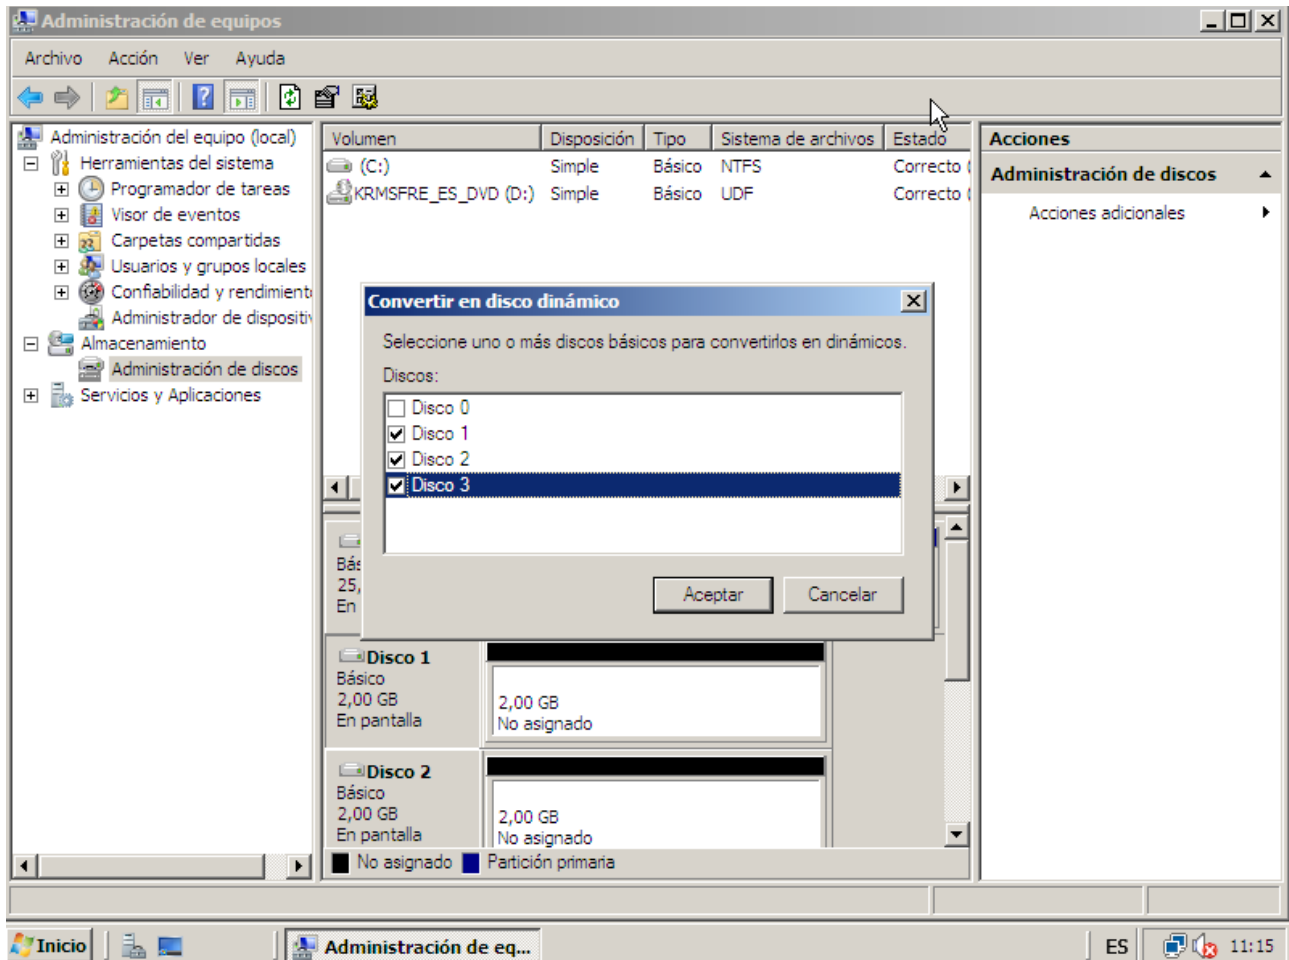 Administración de equipos
Archivo Acción Ver Ayuda
Administración del equipo (local)
Herramientas del sistema
Programador de tareas
Visor de eventos
Carpetas compartidas
Usuarios y grupos locales
Confiabilidad y rendimient
Administrador de dispositiv
Almacenamiento
Administración de discos
Servicios y Aplicaciones
Volumen Disposición Tipo Sistema de archivos Estado
(C:) Simple Básico NTFS Correcto (
KRMSFRE_ES_DVD (D:) Simple Básico UDF Correcto (
Acciones
Administración de discos
Acciones adicionales
Convertir en disco dinámico
Seleccione uno o más discos básicos para convertirlos en dinámicos.
Discos:
Disco 0
Disco 1
Disco 2
Disco 3
Aceptar Cancelar
Bás
25,
En
Disco 1
Básico
2,00 GB
En pantalla
2,00 GB
No asignado
Disco 2
Básico
2,00 GB
En pantalla
2,00 GB
No asignado
No asignado Partición primaria
Inicio
Administración de eq...
ES
11:15